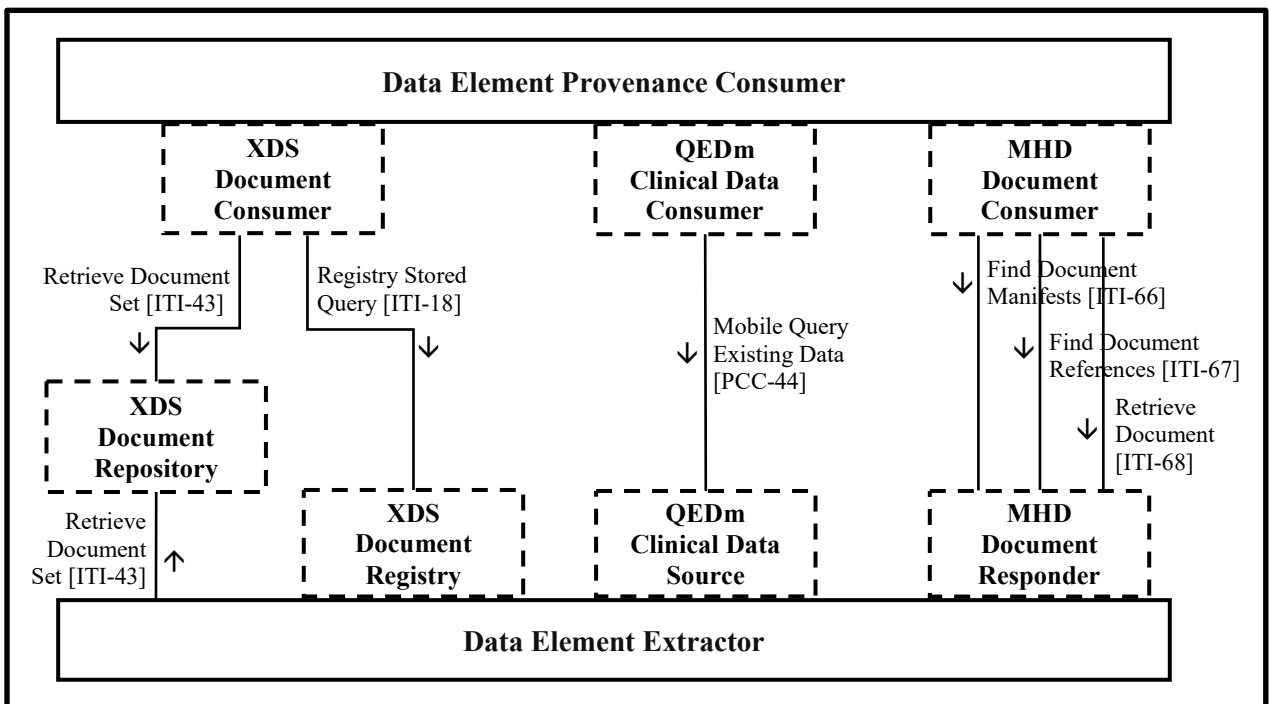 Data Element Provenance Consumer
XDS
Document
Consumer
QEDm
Clinical Data
Consumer
MHD
Document
Consumer
Retrieve Document
Set [ITI-43]
Registry Stored
Query [ITI-18]
Mobile Query
Existing Data
[PCC-44]
Find Document
Manifests [ITI-66]
Find Document
References [ITI-67]
Retrieve
Document
[ITI-68]
XDS
Document
Repository
Retrieve
Document
Set [ITI-43]
XDS
Document
Registry
QEDm
Clinical Data
Source
MHD
Document
Responder
Data Element Extractor